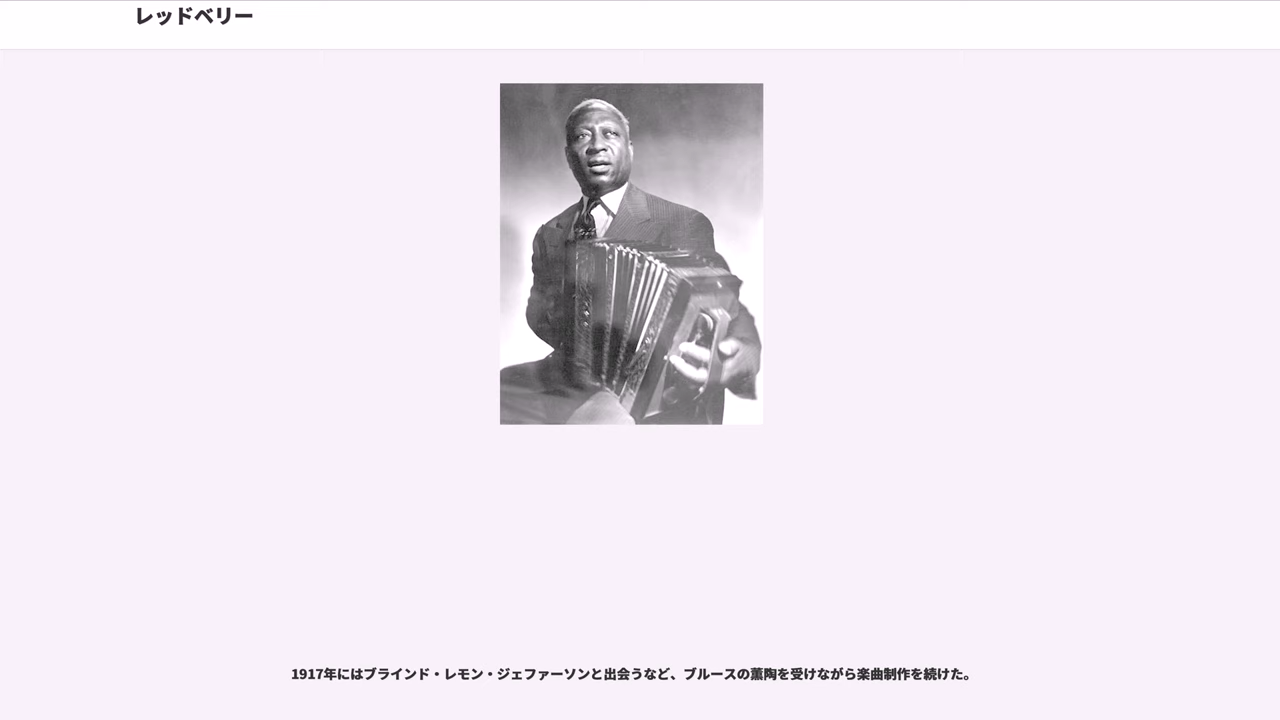 レッドベリー
1917年にはブラインド・レモン・ジェファーソンと出会うなど、ブルースの薫陶を受けながら楽曲制作を続けた。